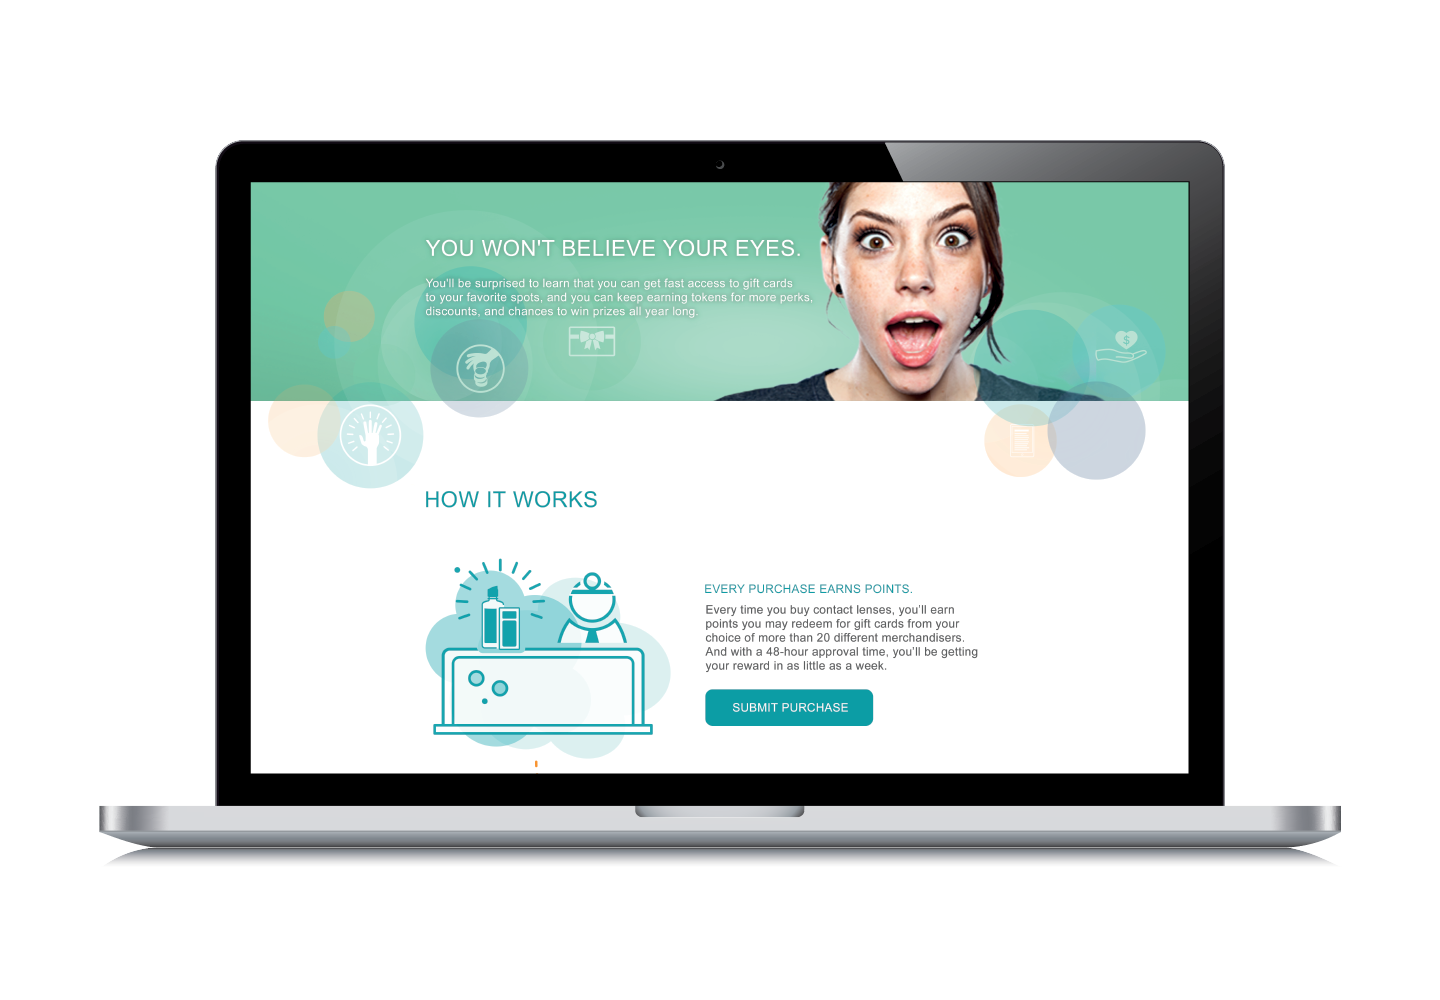 YOU WON'T BELIEVE YOUR EYES.
You'll be surprised to learn that you can get fast access to gift cards
to your favorite spots, and you can keep earning tokens for more perks,
discounts, and chances to win prizes all year long.
$
HOW IT WORKS
EVERY PURCHASE EARNS POINTS.
Every time you buy contact lenses, you'll earn
points you may redeem for gift cards from your
choice of more than 20 different merchandisers.
And with a 48-hour approval time, you'll be getting
your reward in as little as a week.
SUBMIT PURCHASE